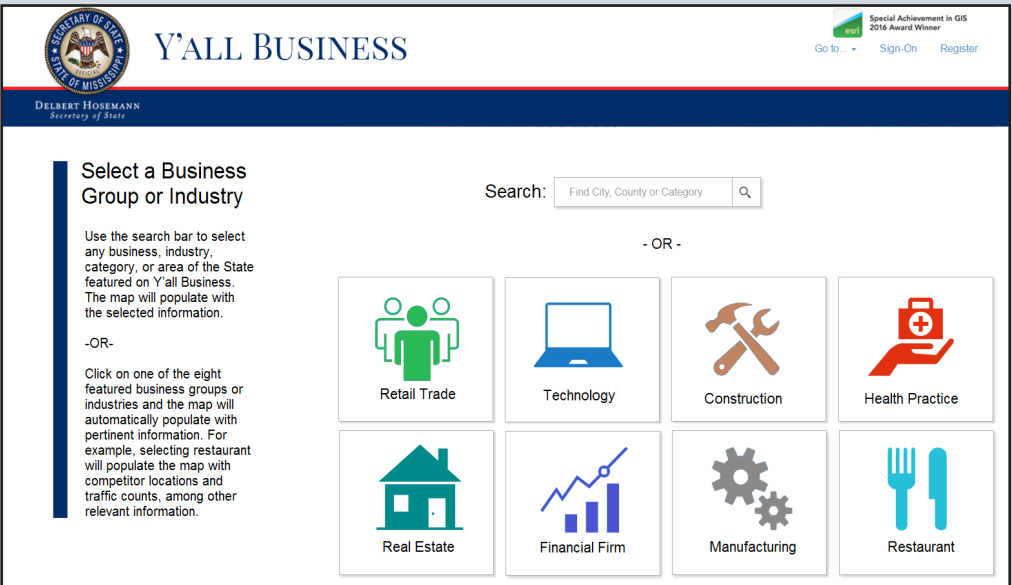 SECRETARY OF STATE
STATE OF MISSISSIPPI
OFFICIAL
Y'ALL BUSINESS
esri
Special Achievement in GIS
2016 Award Winner
Go to...
Sign-On
Register
DELBERT HOSEMANN
Secretary of State
Select a Business
Group or Industry
Use the search bar to select
any business, industry,
category, or area of the State
featured on Y'all Business.
The map will populate with
the selected information.
-OR-
Click on one of the eight
featured business groups or
industries and the map will
automatically populate with
pertinent information. For
example, selecting restaurant
will populate the map with
competitor locations and
traffic counts, among other
relevant information.
Search:
Find City, County or Category
- OR -
Retail Trade
Technology
Construction
Health Practice
Real Estate
Financial Firm
Manufacturing
Restaurant